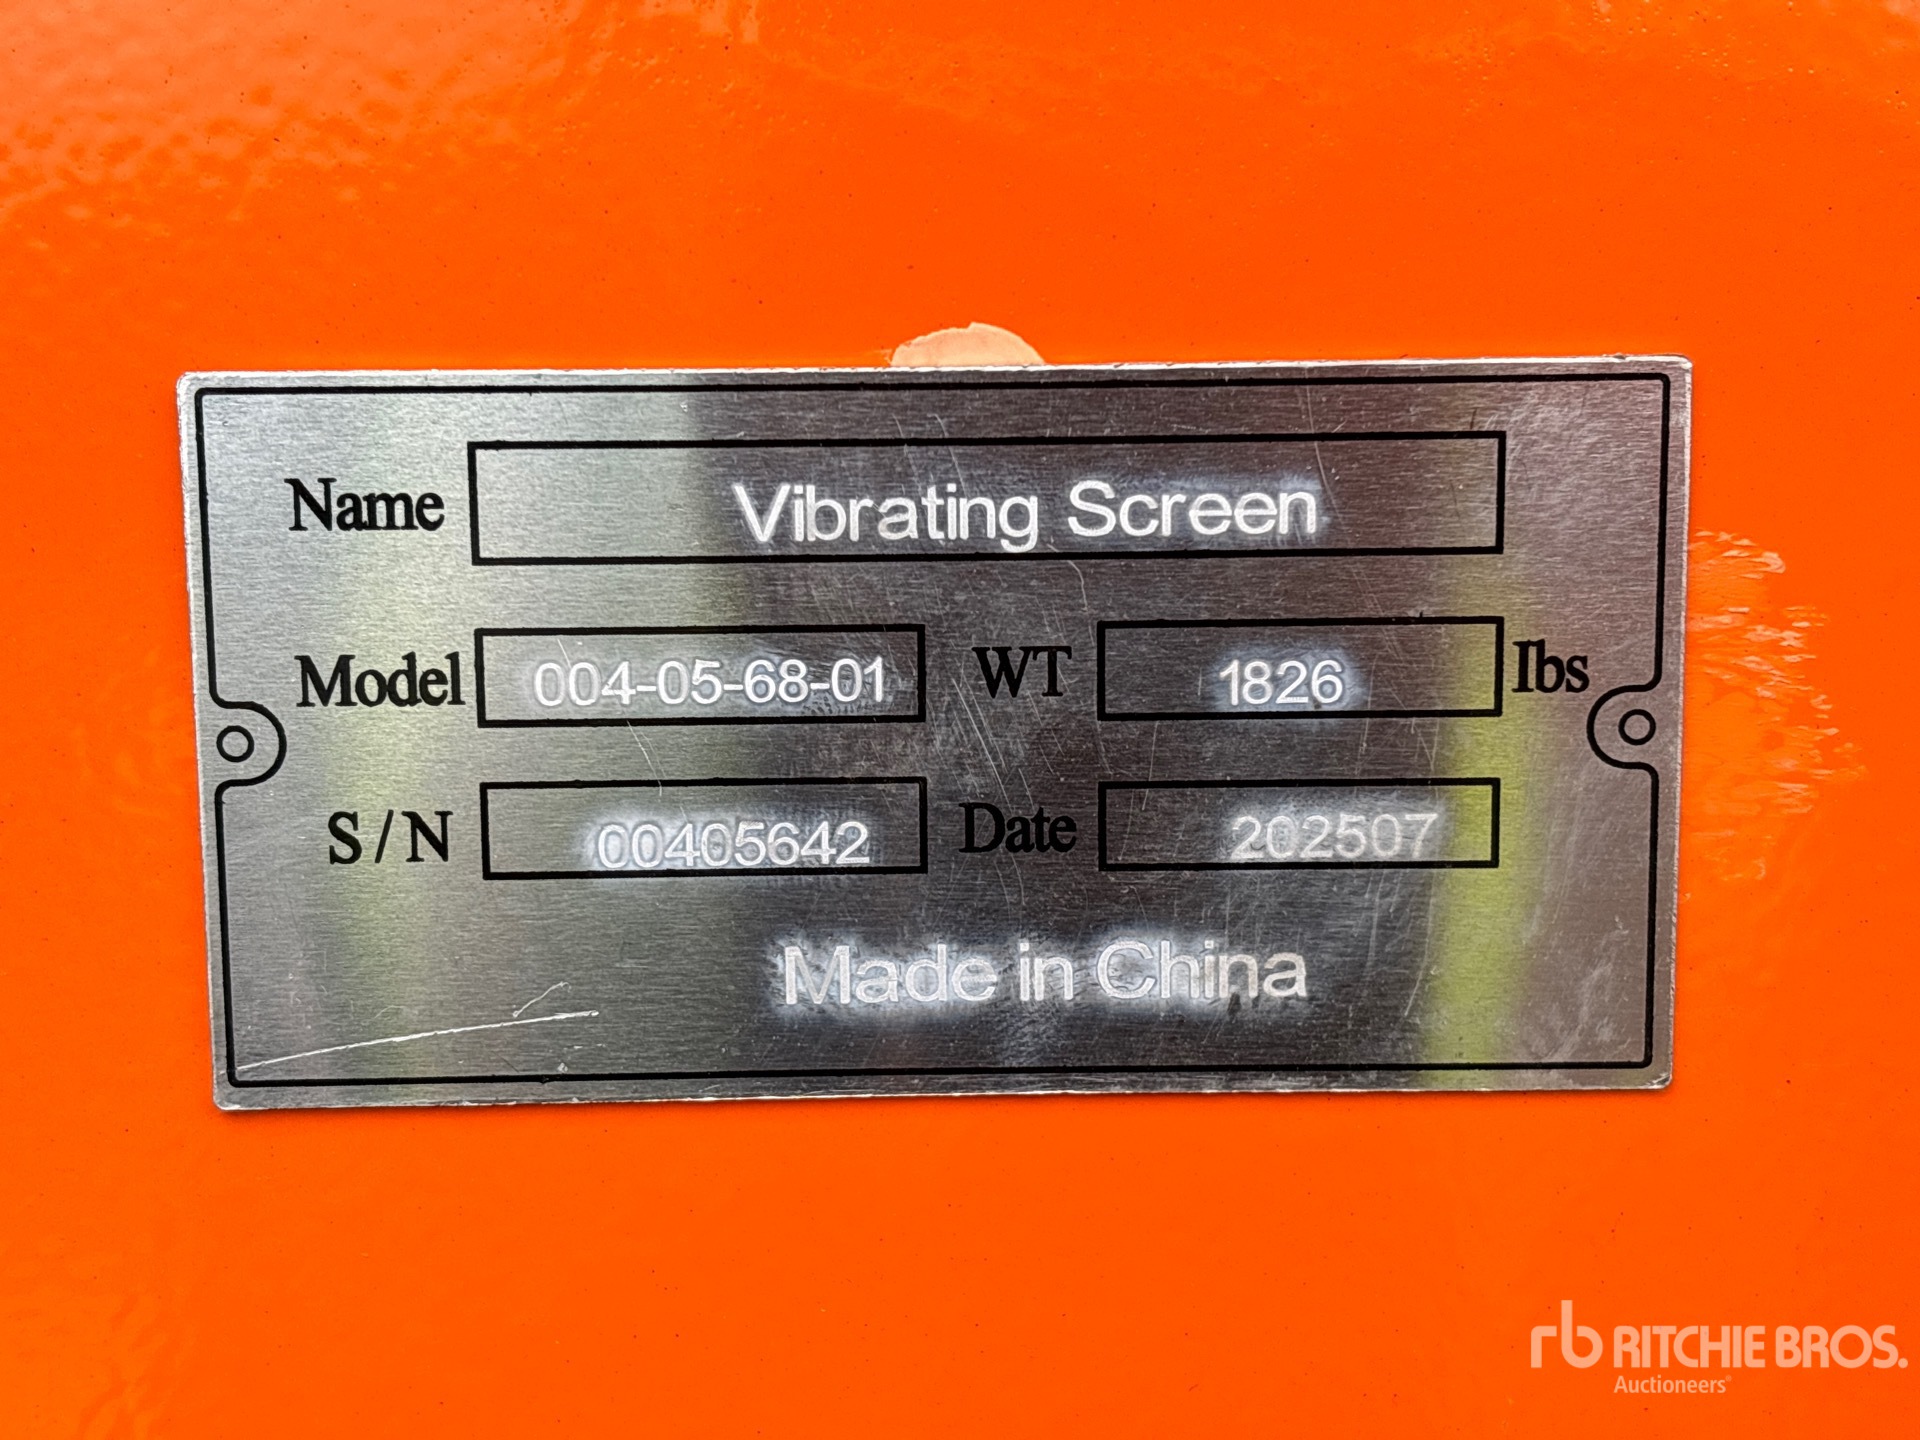 Name Vibrating Screen
Model 004-05-68-01 WT 1826 Ibs
S/N 00405642 Date 202507
Made in China
rb RITCHIE BROS.
Auctioneers®